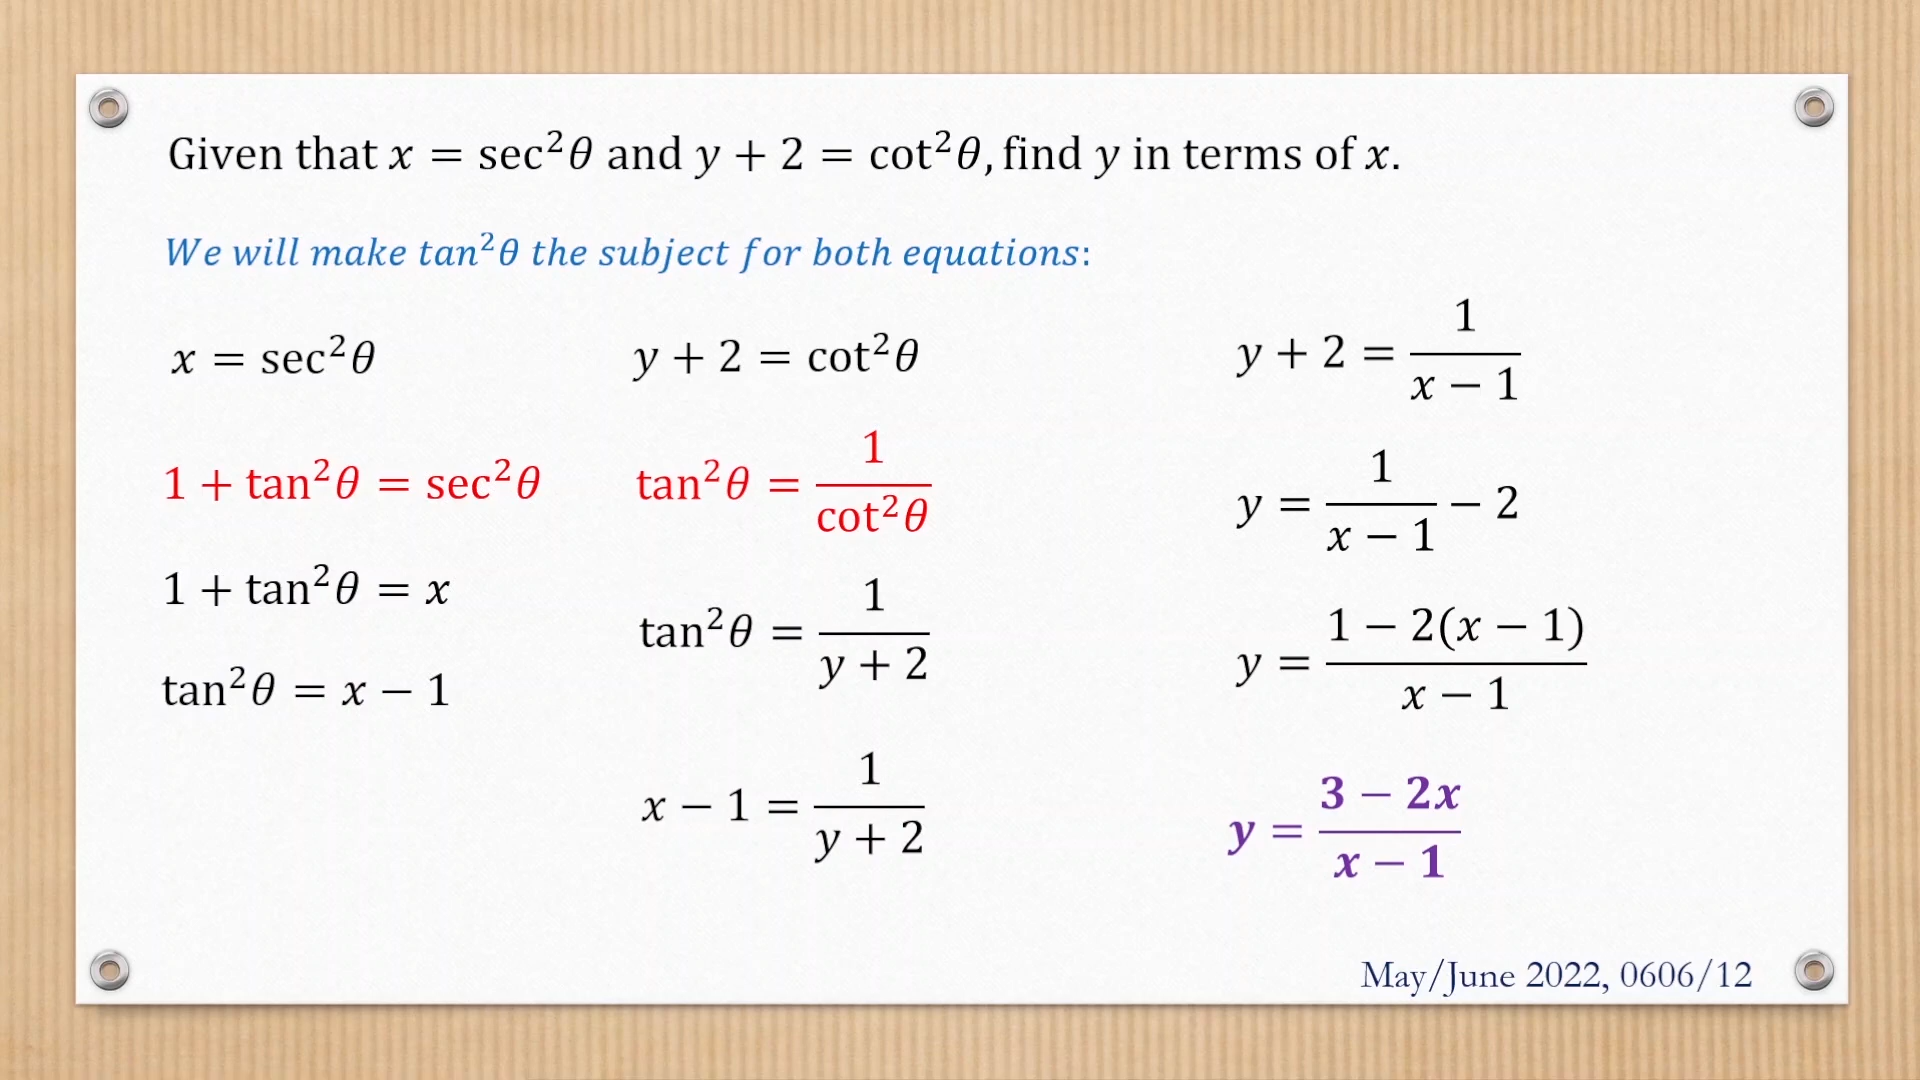 Given that x = sec²θ and y + 2 = cot²θ, find y in terms of x.
We will make tan²θ the subject for both equations:
x = sec²θ
1 + tan²θ = sec²θ
1 + tan²θ = x
tan²θ = x − 1
y + 2 = cot²θ
tan²θ = 1/cot²θ
tan²θ = 1/(y + 2)
x − 1 = 1/(y + 2)
y + 2 = 1/(x − 1)
y = 1/(x − 1) − 2
y = (1 − 2(x − 1))/(x − 1)
y = (3 − 2x)/(x − 1)
May/June 2022, 0606/12